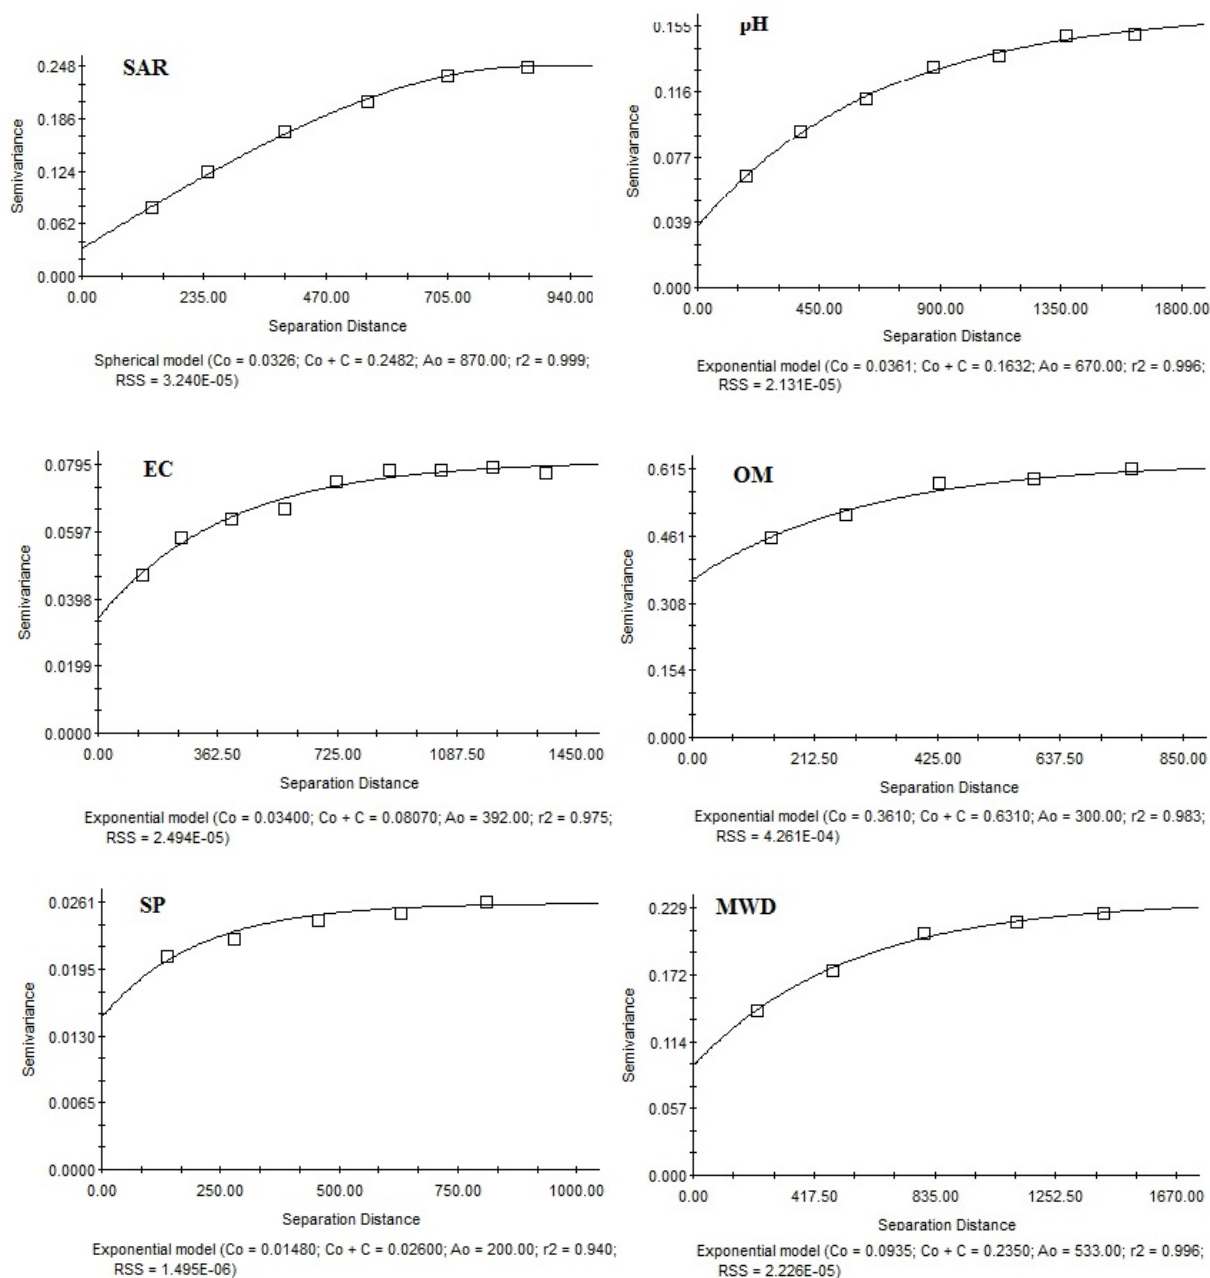 SAR
0.248
0.186
0.124
0.062
0.000
Semivariance
0.00 235.00 470.00 705.00 940.00
Separation Distance
Spherical model (Co = 0.0326; Co + C = 0.2482; Ao = 870.00; r2 = 0.999;
RSS = 3.240E-05)
pH
0.155
0.116
0.077
0.039
0.000
Semivarance
0.00 450.00 900.00 1350.00 1800.00
Separation Distance
Exponential model (Co = 0.0361; Co + C = 0.1632; Ao = 670.00; r2 = 0.996;
RSS = 2.131E-05)
EC
0.0795
0.0597
0.0398
0.0199
0.0000
Semivariance
0.00 362.50 725.00 1087.50 1450.00
Separation Distance
Exponential model (Co = 0.03400; Co + C = 0.08070; Ao = 392.00; r2 = 0.975;
RSS = 2.494E-05)
OM
0.615
0.461
0.308
0.154
0.000
Semivariance
0.00 212.50 425.00 637.50 850.00
Separation Distance
Exponential model (Co = 0.3610; Co + C = 0.6310; Ao = 300.00; r2 = 0.983;
RSS = 4.261E-04)
SP
0.0261
0.0195
0.0130
0.0065
0.0000
Semivariance
0.00 250.00 500.00 750.00 1000.00
Separation Distance
Exponential model (Co = 0.01480; Co + C = 0.02600; Ao = 200.00; r2 = 0.940;
RSS = 1.495E-06)
MWD
0.229
0.172
0.114
0.057
0.000
Semivariance
0.00 417.50 835.00 1252.50 1670.00
Separation Distance
Exponential model (Co = 0.0935; Co + C = 0.2350; Ao = 533.00; r2 = 0.996;
RSS = 2.226E-05)